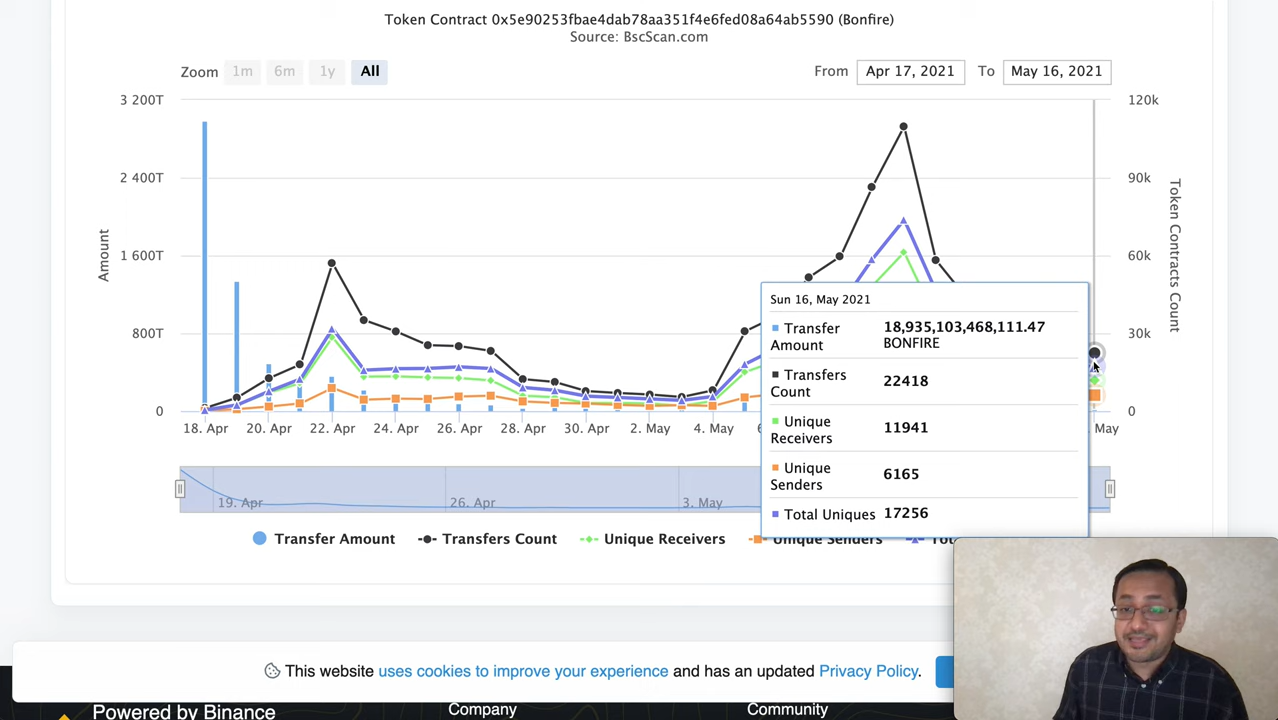 Token Contract 0x5e90253fbae4dab78aa351f4e6fed08a64ab5590 (Bonfire)
Source: BscScan.com
Zoom 1m 6m 1y All
From Apr 17, 2021 To May 16, 2021
3 200T
2 400T
1 600T
800T
0
Amount
120k
90k
60k
30k
0
Token Contracts Count
Sun 16, May 2021
Transfer Amount 18,935,103,468,111.47 BONFIRE
Transfers Count 22418
Unique Receivers 11941
Unique Senders 6165
Total Uniques 17256
18. Apr 20. Apr 22. Apr 24. Apr 26. Apr 28. Apr 30. Apr 2. May 4. May 6 May
19. Apr 26. Apr 3. May
Transfer Amount Transfers Count Unique Receivers Unique Senders
This website uses cookies to improve your experience and has an updated Privacy Policy.
Powered by Binance Company Community